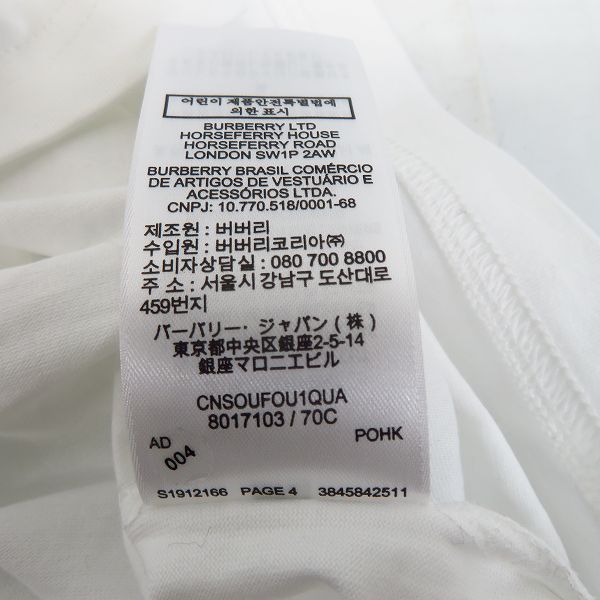 어린이 제품안전특별법에
의한 표시
BURBERRY LTD
HORSEFERRY HOUSE
HORSEFERRY ROAD
LONDON SW1P 2AW
BURBERRY BRASIL COMÉRCIO
DE ARTIGOS DE VESTUÁRIO E
ACESSÓRIOS LTDA.
CNPJ: 10.770.518/0001-68
제조원 : 버버리
수입원 : 버버리코리아㈜
소비자상담실 : 080 700 8800
주 소 : 서울시 강남구 도산대로
459번지
バーバリー・ジャパン(株)
東京都中央区銀座2-5-14
銀座マロニエビル
CNSOUFOU1QUA
8017103 / 70C
AD POHK
004
S1912166 PAGE 4 3845842511